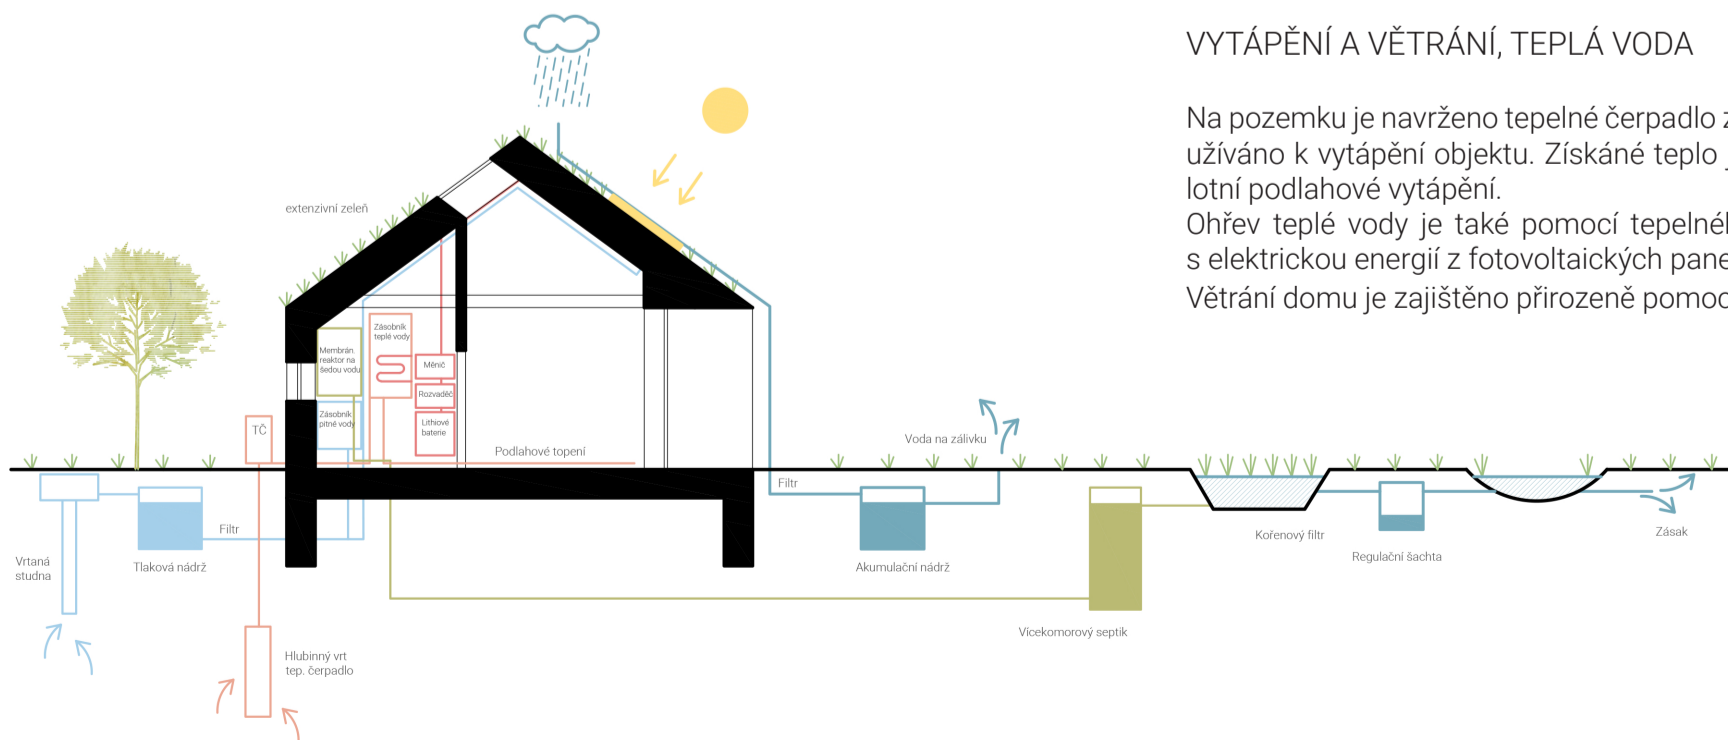 VYTÁPĚNÍ A VĚTRÁNÍ, TEPLÁ VODA
Na pozemku je navrženo tepelné čerpadlo z
užíváno k vytápění objektu. Získáné teplo j
lotní podlahové vytápění.
Ohřev teplé vody je také pomocí tepelnéh
s elektrickou energií z fotovoltaických pane
Větrání domu je zajištěno přirozeně pomoc
extenzivní zeleň
Zásobník
teplé vody
Membrán.
reaktor na
šedou vodu
Měnič
Rozvaděč
Zásobník
pitné vody
Lithiové
baterie
TČ
Podlahové topení
Voda na zálivku
Filtr
Filtr
Vrtaná
studna
Tlaková nádrž
Akumulační nádrž
Kořenový filtr
Regulační šachta
Zásak
Vícekomorový septik
Hlubinný vrt
tep. čerpadlo